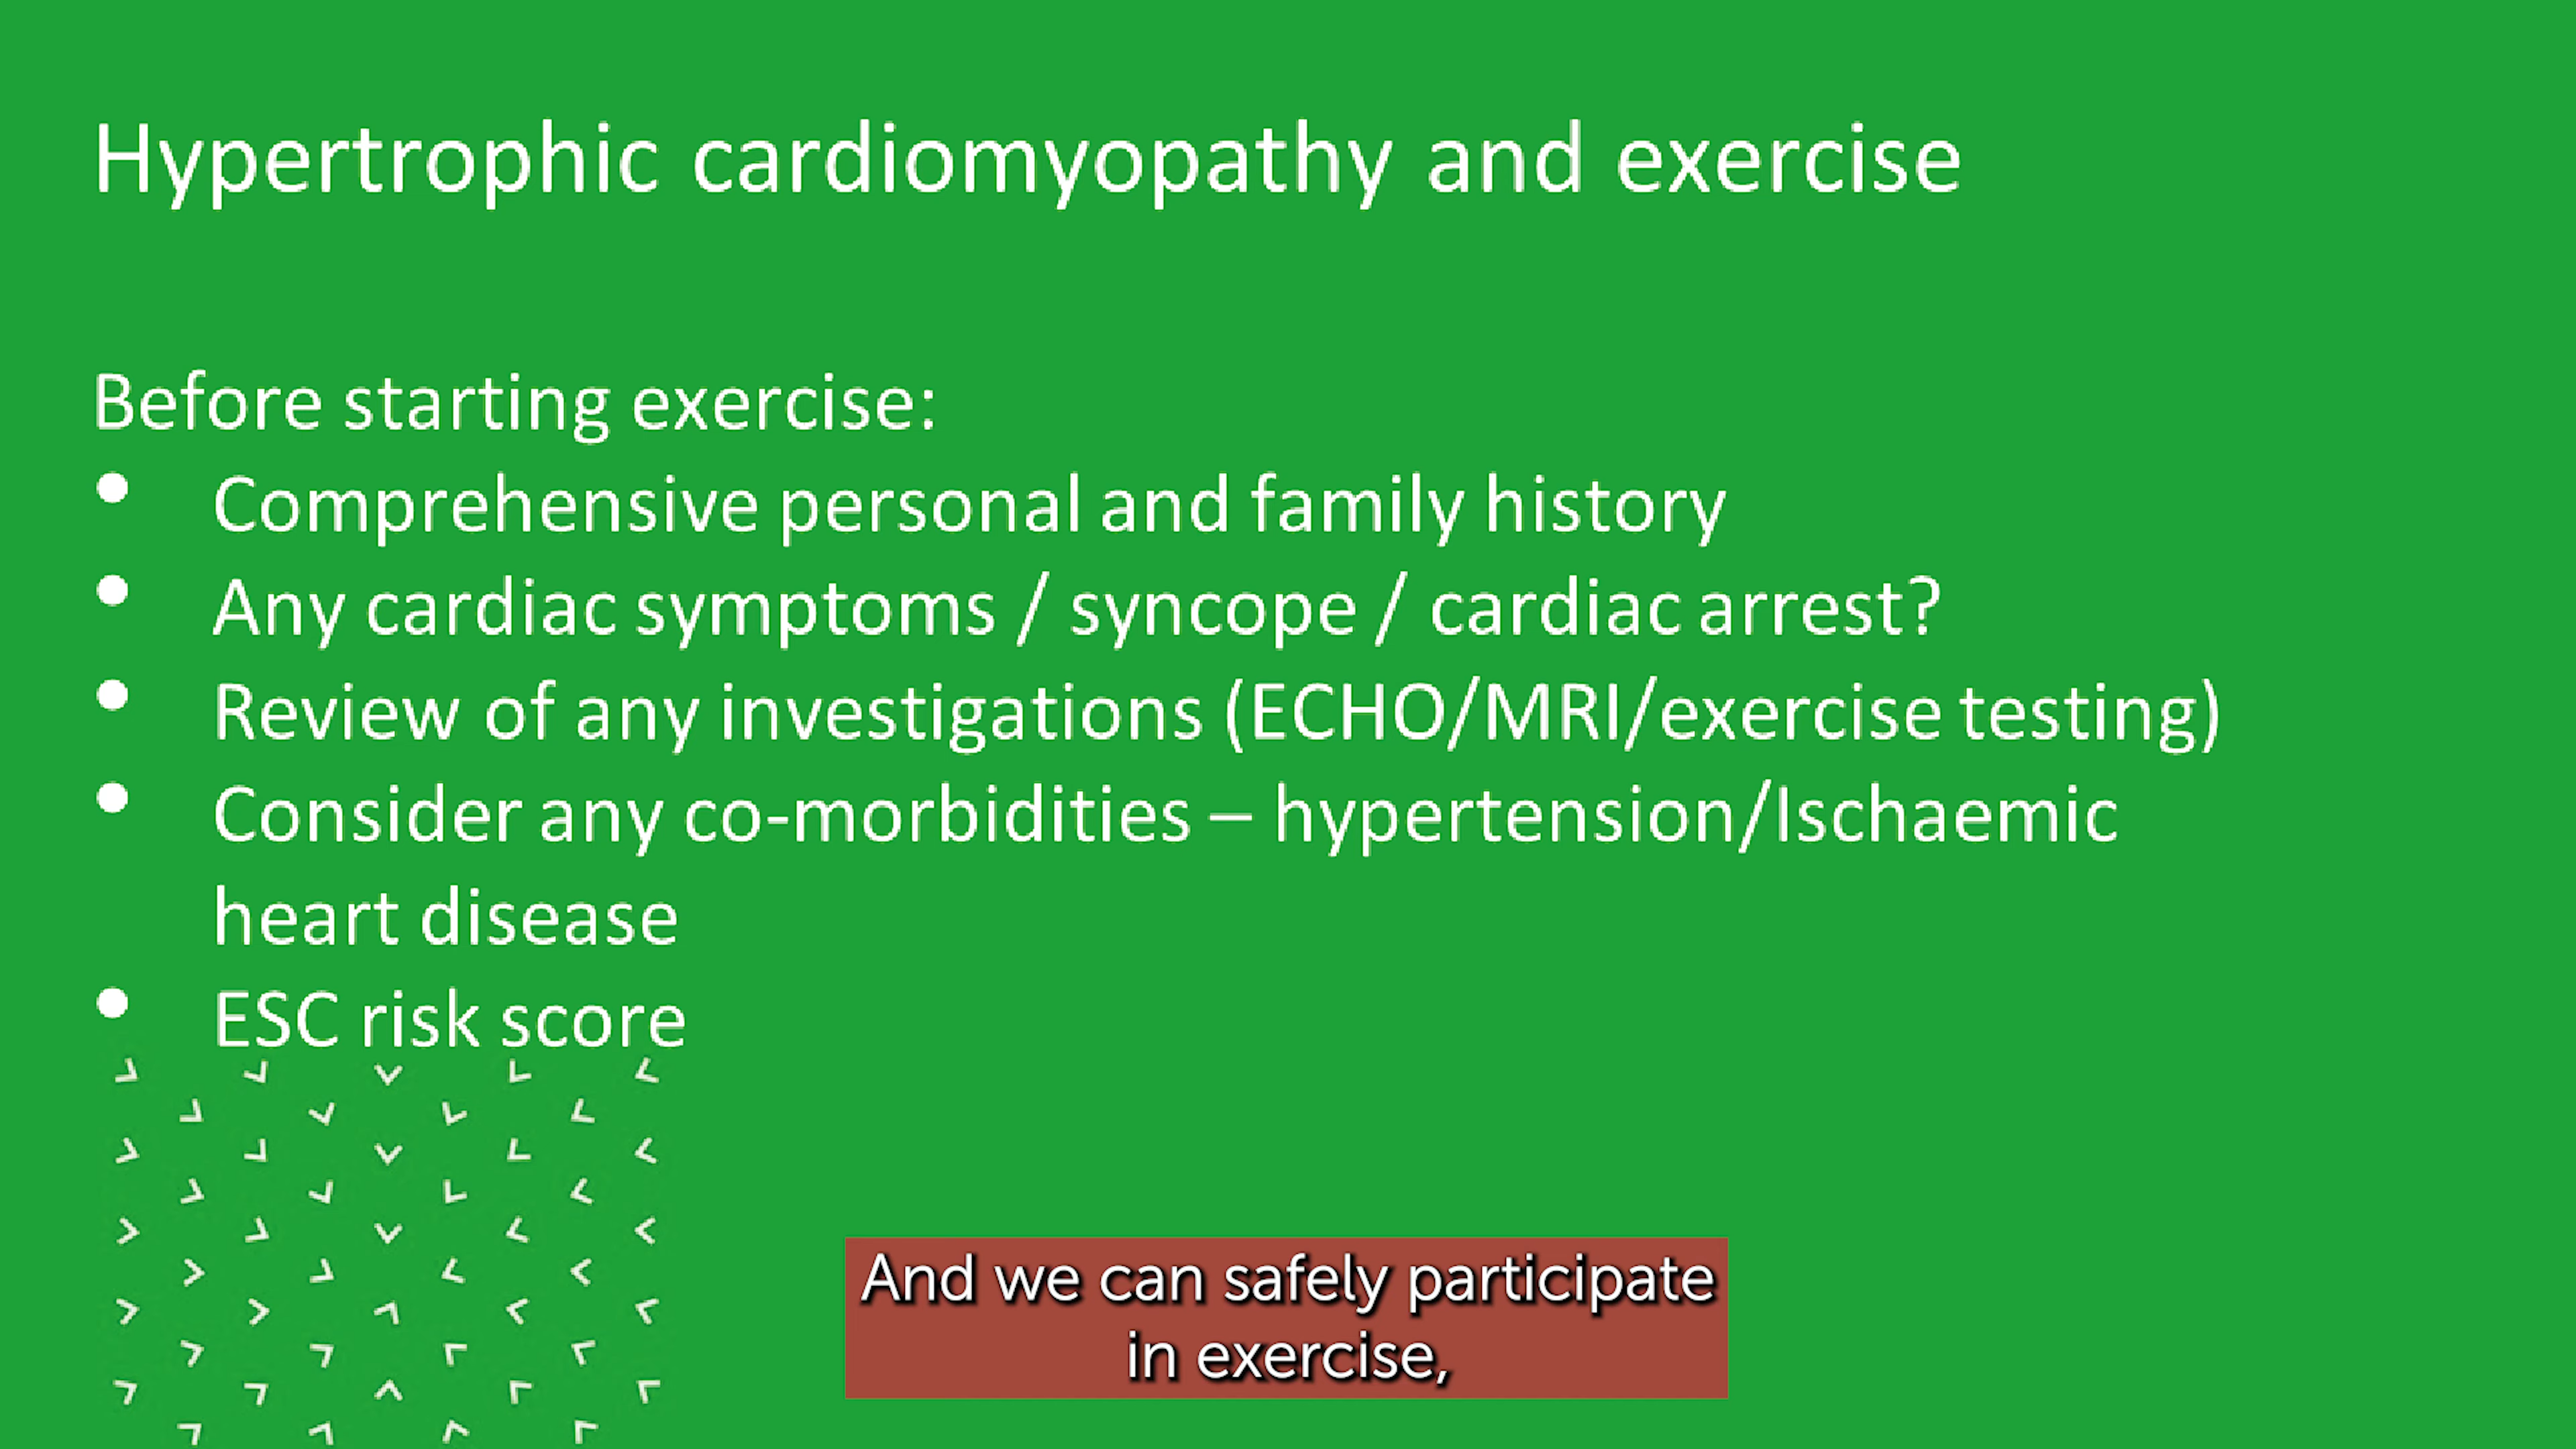 Hypertrophic cardiomyopathy and exercise
Before starting exercise:
• Comprehensive personal and family history
• Any cardiac symptoms / syncope / cardiac arrest?
• Review of any investigations (ECHO/MRI/exercise testing)
• Consider any co-morbidities – hypertension/Ischaemic
heart disease
• ESC risk score
And we can safely participate
in exercise,